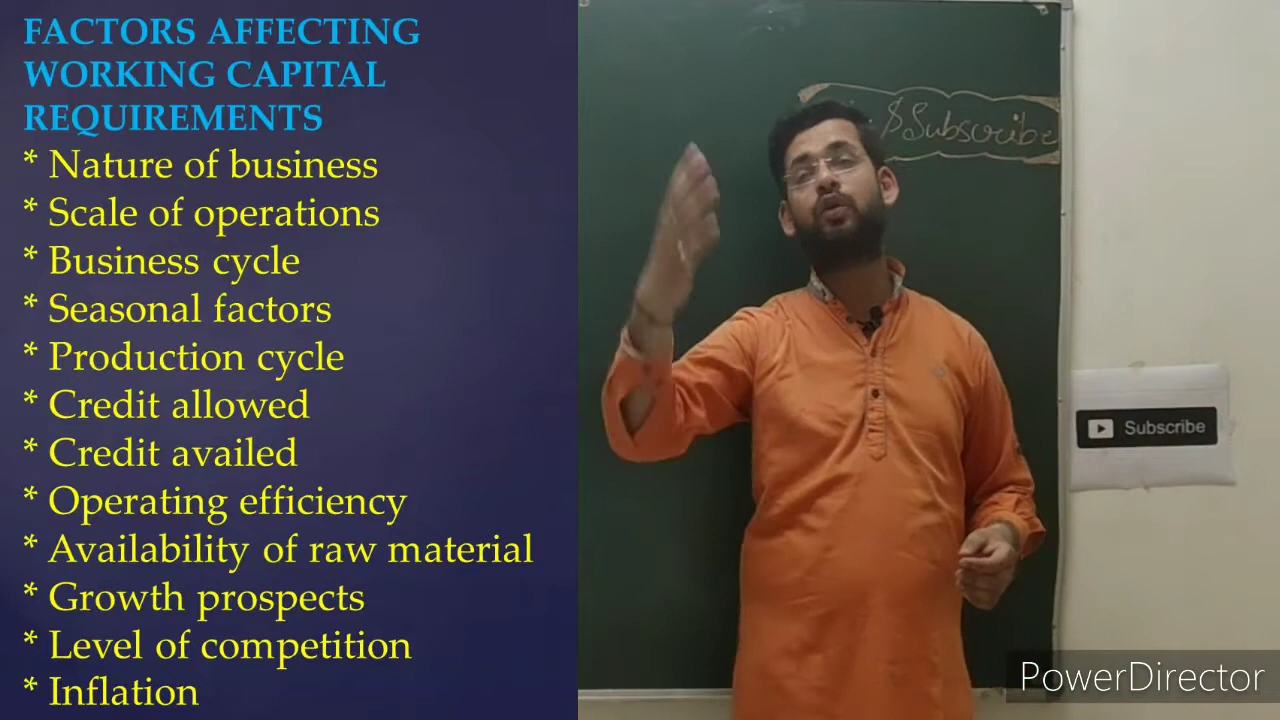 FACTORS AFFECTING
WORKING CAPITAL
REQUIREMENTS
* Nature of business
* Scale of operations
* Business cycle
* Seasonal factors
* Production cycle
* Credit allowed
* Credit availed
* Operating efficiency
* Availability of raw material
* Growth prospects
* Level of competition
* Inflation
& Subscribe
Subscribe
PowerDirector